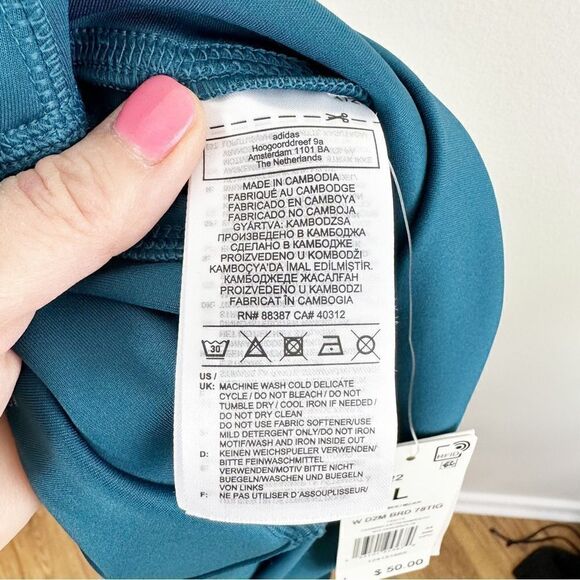 adidas
Hoogoorddreef 9a
Amsterdam 1101 BA
The Netherlands
MADE IN CAMBODIA
FABRIQUÉ AU CAMBODGE
FABRICADO EN CAMBOYA
FABRICADO NO CAMBOJA
GYÁRTVA: KAMBODZSA
ПРОИЗВЕДЕНО В КАМБОДЖА
СДЕЛАНО В КАМБОДЖЕ
PROIZVEDENO U KOMBODŽI
KAMBOÇYA'DA İMAL EDİLMİŞTİR.
КАМБОДЖЕДЕ ЖАСАЛҒАН
PROIZVEDENO U KAMBODZI
FABRICAT ÎN CAMBOGIA
RN# 88387 CA# 40312
30
US /
UK: MACHINE WASH COLD DELICATE
CYCLE / DO NOT BLEACH / DO NOT
TUMBLE DRY / COOL IRON IF NEEDED /
DO NOT DRY CLEAN
DO NOT USE FABRIC SOFTENER/USE
MILD DETERGENT ONLY/DO NOT IRON
MOTIF/WASH AND IRON INSIDE OUT
D: KEINEN WEICHSPUELER VERWENDEN/
BITTE FEINWASCHMITTEL
VERWENDEN/MOTIV BITTE NICHT
BUEGELN/WASCHEN UND BUEGELN
VON LINKS
F: NE PAS UTILISER D'ASSOUPLISSEUR/
RFID
L
W D2M BRD 78TIG
$ 50.00